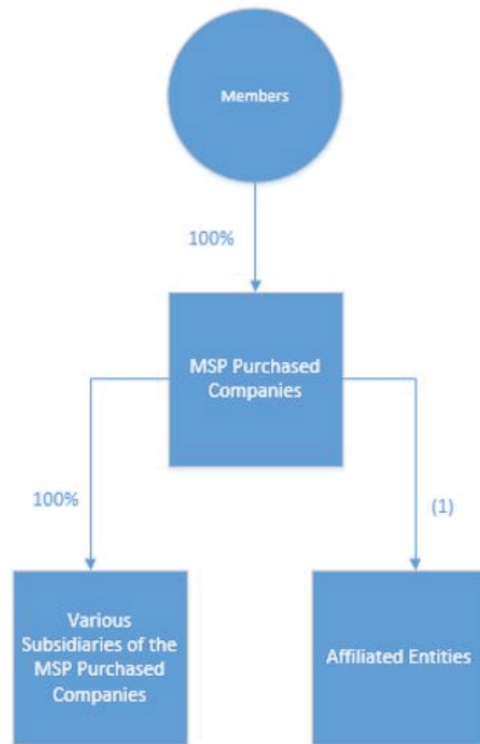 Members
100%
MSP Purchased
Companies
100%
(1)
Various
Subsidiaries of the
MSP Purchased
Companies
Affiliated Entities